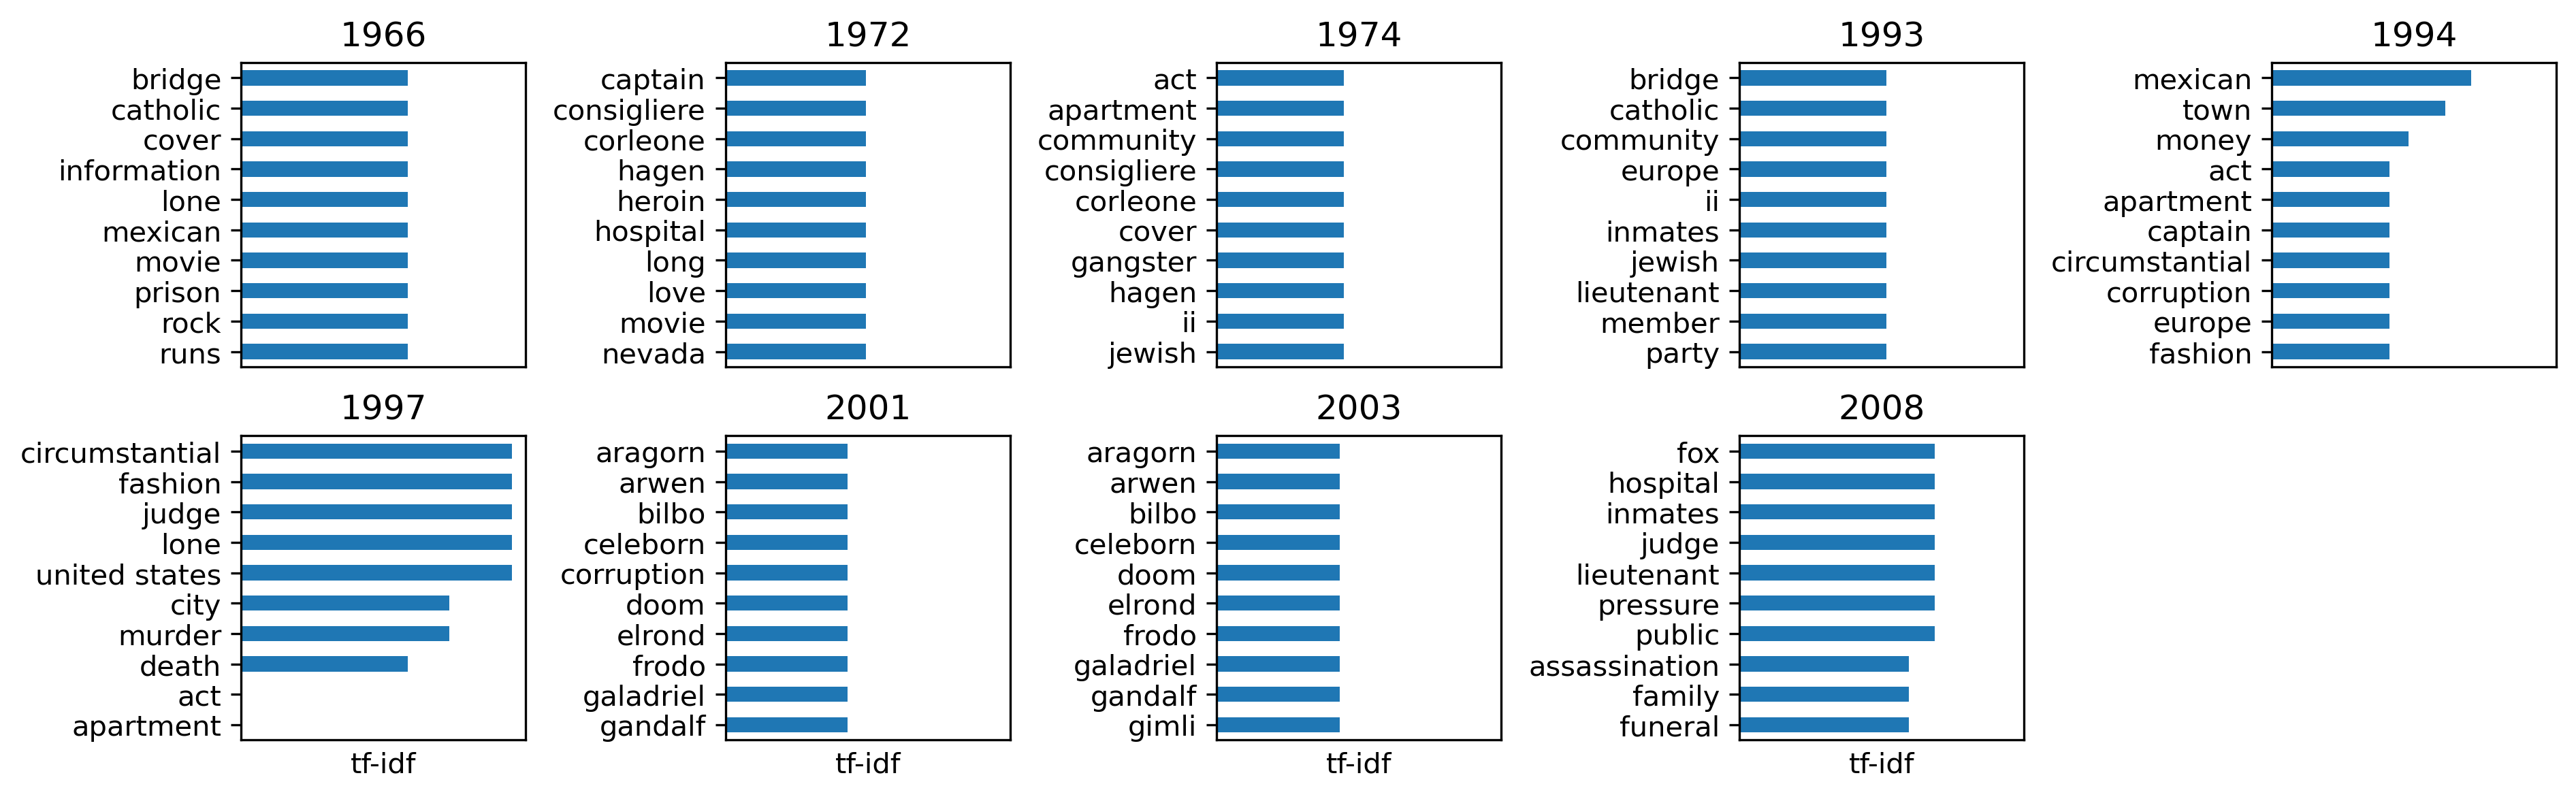 1966
bridge
catholic
cover
information
lone
mexican
movie
prison
rock
runs
1972
captain
consigliere
corleone
hagen
heroin
hospital
long
love
movie
nevada
1974
act
apartment
community
consigliere
corleone
cover
gangster
hagen
ii
jewish
1993
bridge
catholic
community
europe
ii
inmates
jewish
lieutenant
member
party
1994
mexican
town
money
act
apartment
captain
circumstantial
corruption
europe
fashion
1997
circumstantial
fashion
judge
lone
united states
city
murder
death
act
apartment
tf-idf
2001
aragorn
arwen
bilbo
celeborn
corruption
doom
elrond
frodo
galadriel
gandalf
tf-idf
2003
aragorn
arwen
bilbo
celeborn
doom
elrond
frodo
galadriel
gandalf
gimli
tf-idf
2008
fox
hospital
inmates
judge
lieutenant
pressure
public
assassination
family
funeral
tf-idf